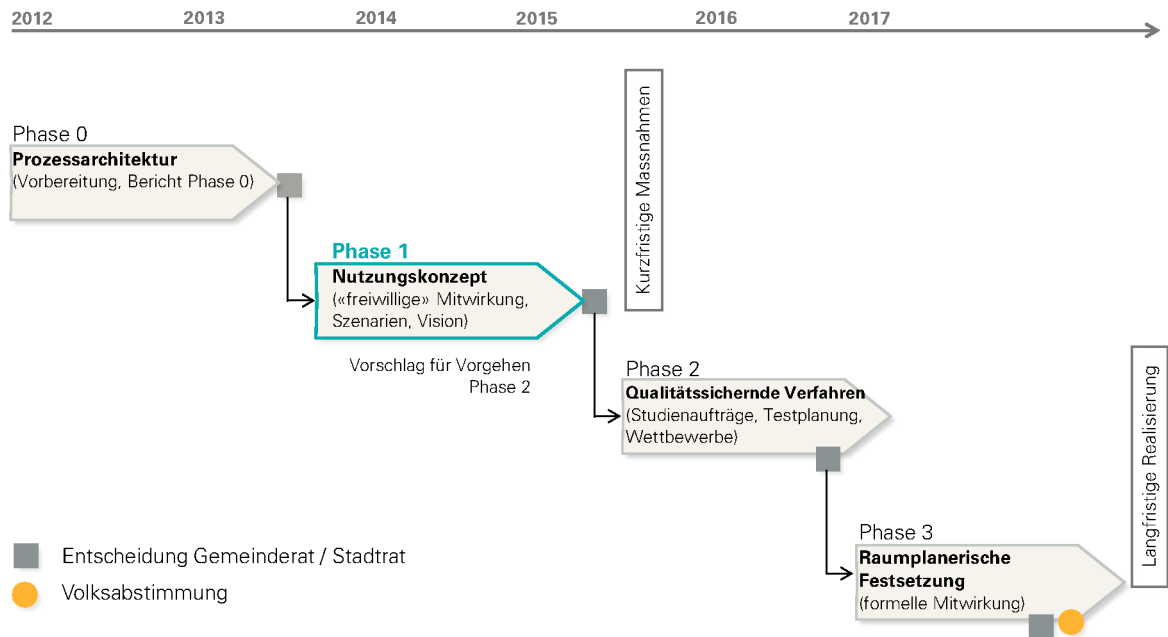 2012 2013 2014 2015 2016 2017
Kurzfristige Massnahmen
Phase 0
Prozessarchitektur
(Vorbereitung, Bericht Phase 0)
Phase 1
Nutzungskonzept
(«freiwillige» Mitwirkung,
Szenarien, Vision)
Vorschlag für Vorgehen
Phase 2
Phase 2
Qualitätssichernde Verfahren
(Studienaufträge, Testplanung,
Wettbewerbe)
Langfristige Realisierung
Phase 3
Raumplanerische
Festsetzung
(formelle Mitwirkung)
Entscheidung Gemeinderat / Stadtrat
Volksabstimmung